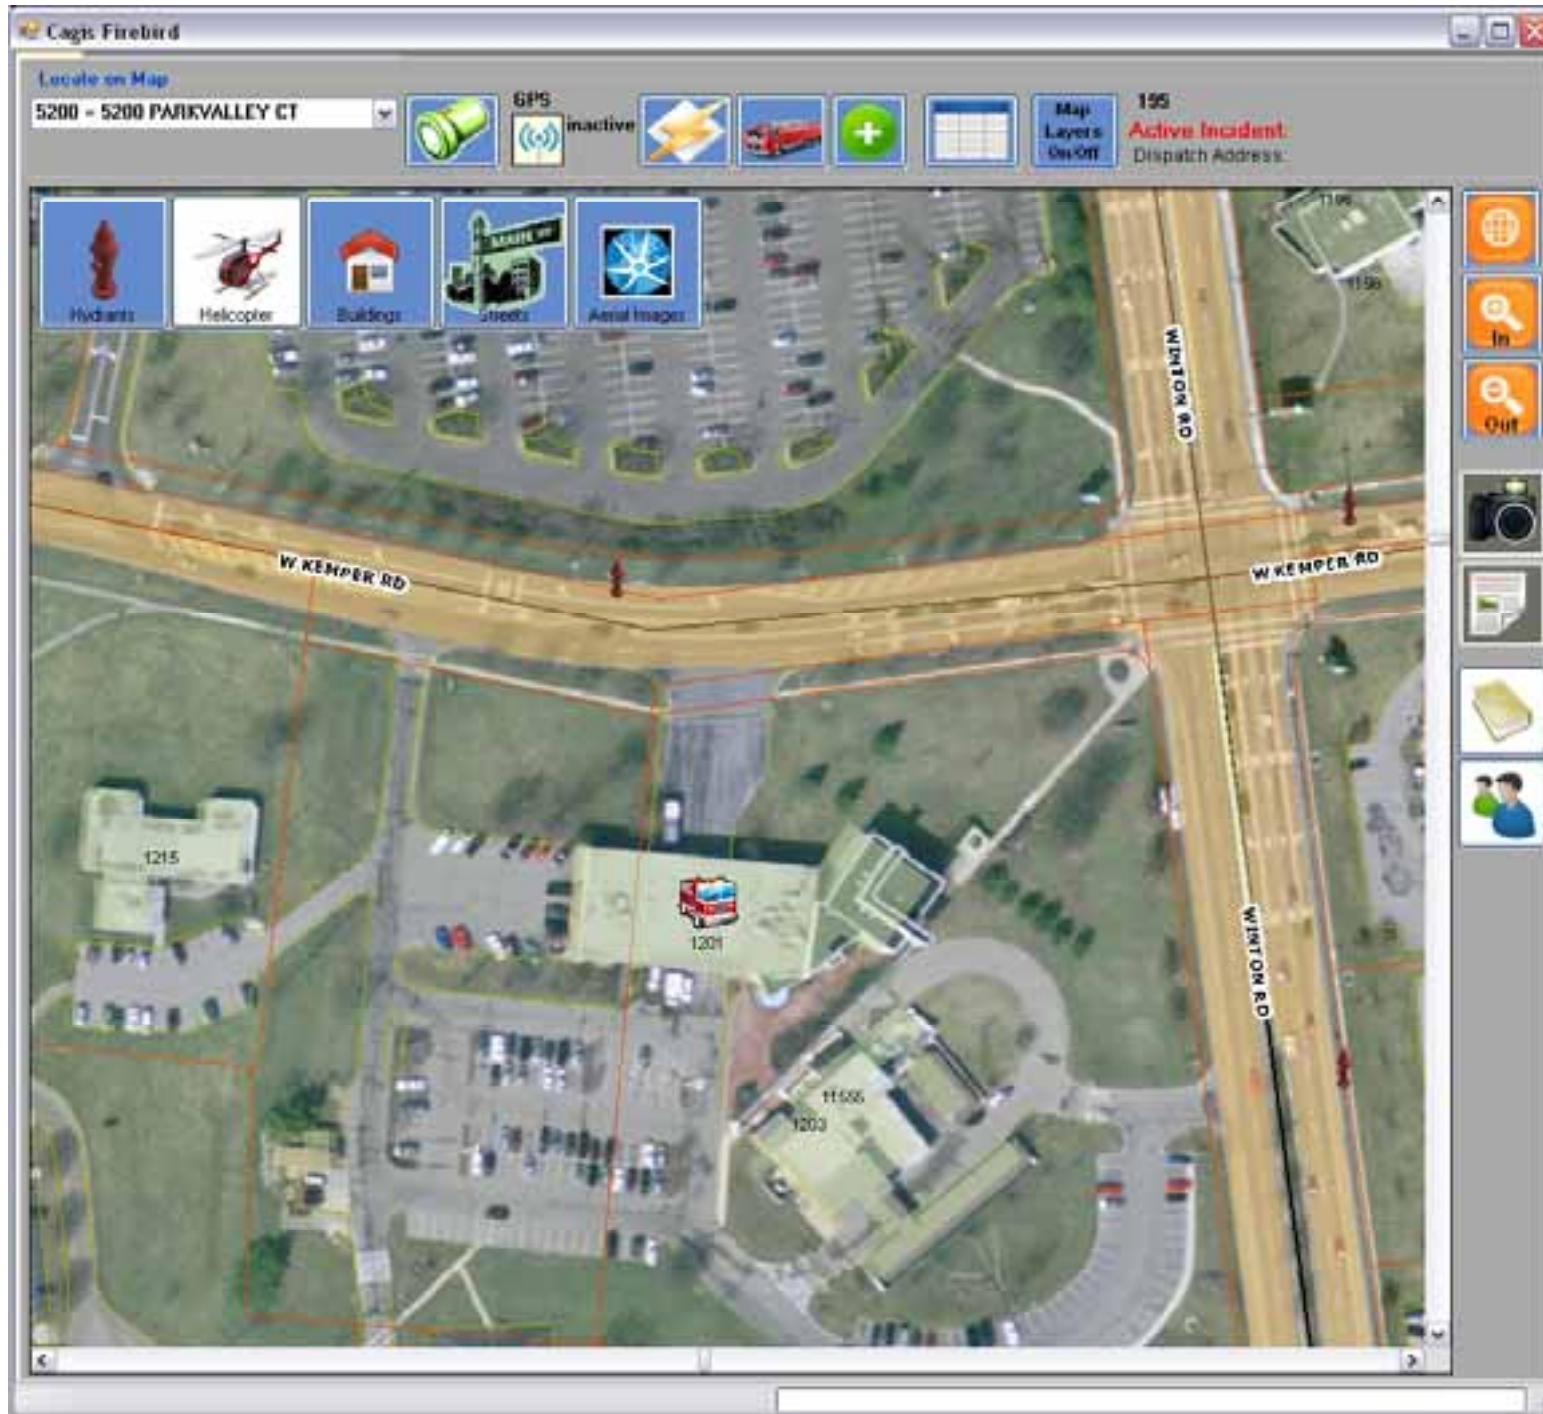 Cagis Firebird
Locate on Map
5200 - 5200 PARKVALLEY CT
GPS
inactive
Map
Layers
On/Off
195
Active Incident
Dispatch Address:
Hydrants
Helicopter
Buildings
MAIN
Streets
Aerial Images
In
Out
1196
WINTON RD
W KEMPER RD
W KEMPER RD
1215
1201
WINTON RD
11555
1203